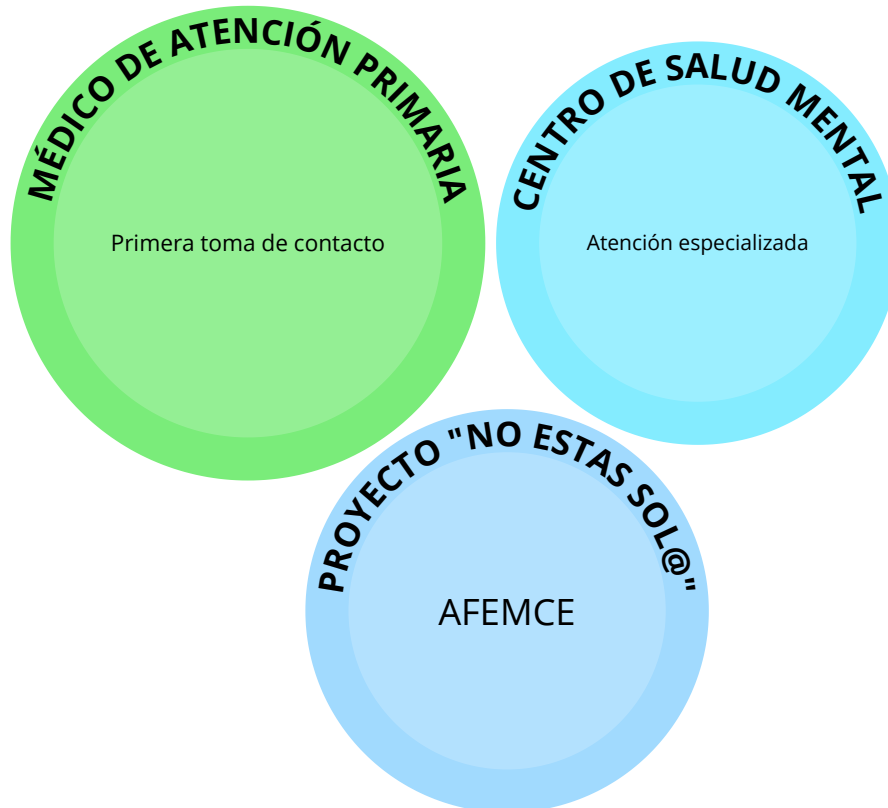 MÉDICO DE ATENCIÓN PRIMARIA
Primera toma de contacto
CENTRO DE SALUD MENTAL
Atención especializada
PROYECTO "NO ESTAS SOL@"
AFEMCE